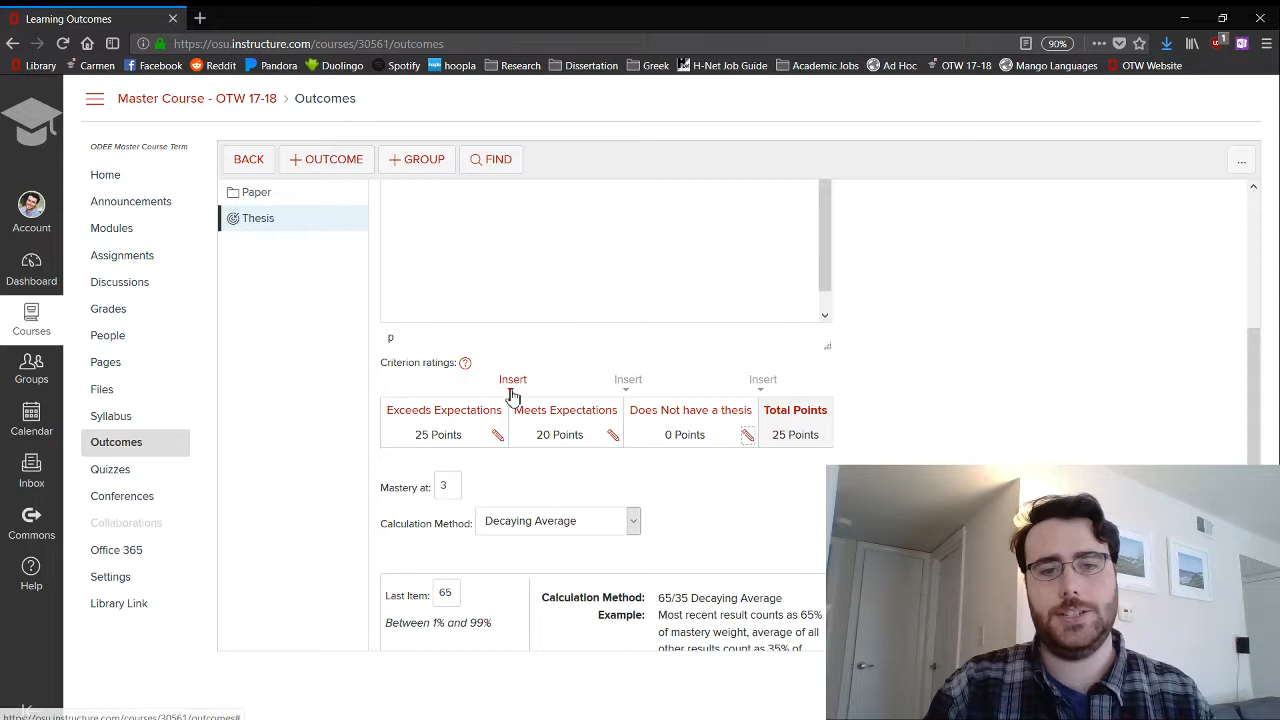 Learning Outcomes
https://osu.instructure.com/courses/30561/outcomes
90%
1
Library
Carmen
Facebook
Reddit
Pandora
Duolingo
Spotify
hoopla
Research
Dissertation
Greek
H-Net Job Guide
Academic Jobs
Ad Hoc
OTW 17-18
Mango Languages
OTW Website
Master Course - OTW 17-18 > Outcomes
Account
Dashboard
Courses
Groups
Calendar
Inbox
Commons
Help
ODEE Master Course Term
Home
Announcements
Modules
Assignments
Discussions
Grades
People
Pages
Files
Syllabus
Outcomes
Quizzes
Conferences
Collaborations
Office 365
Settings
Library Link
BACK
+ OUTCOME
+ GROUP
FIND
...
Paper
Thesis
p
Criterion ratings:
Insert
Insert
Insert
Exceeds Expectations
Meets Expectations
Does Not have a thesis
Total Points
25 Points
20 Points
0 Points
25 Points
Mastery at: 3
Calculation Method: Decaying Average
Last Item: 65
Between 1% and 99%
Calculation Method: 65/35 Decaying Average
Example: Most recent result counts as 65%
of mastery weight, average of all
other results count as 35% of
https://osu.instructure.com/courses/30561/outcomes#